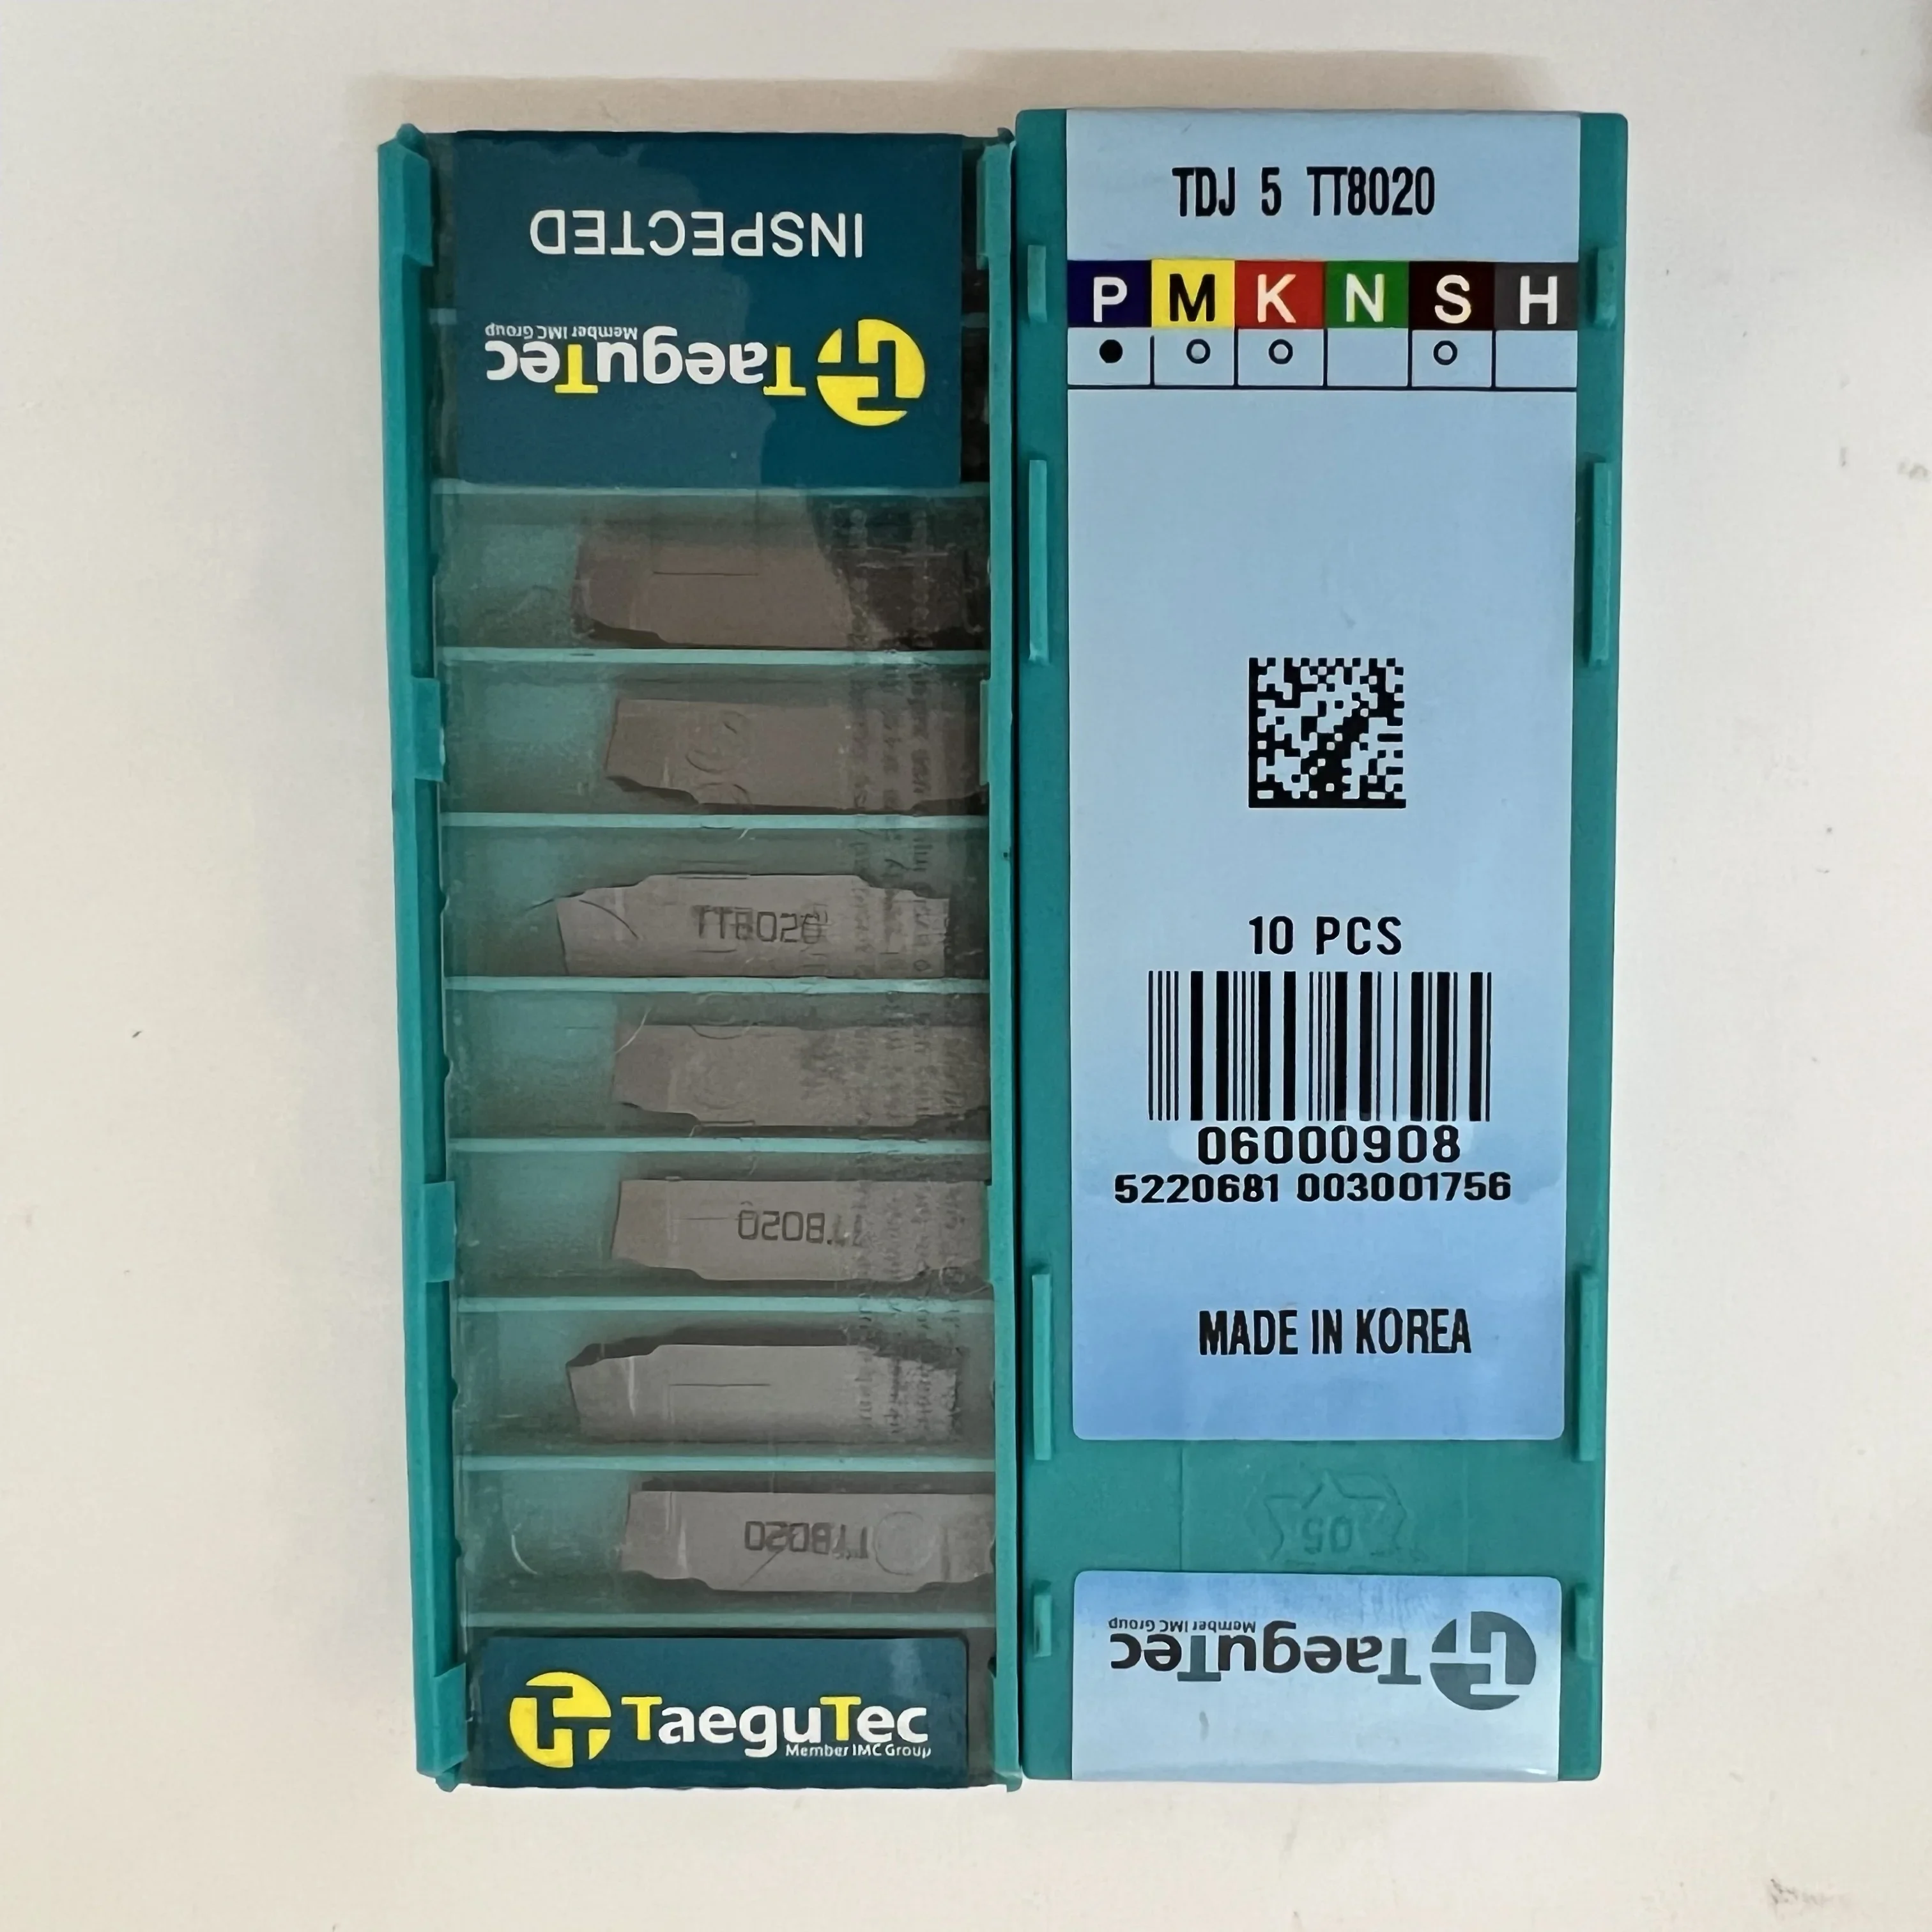 INSPECTED
TaeguTec
Member IMC Group
TT8020
TT8020
TT8020
TaeguTec
Member IMC Group
TDJ 5 TT8020
P M K N S H
10 PCS
06000908
5220681 003001756
MADE IN KOREA
05
TaeguTec
Member IMC Group